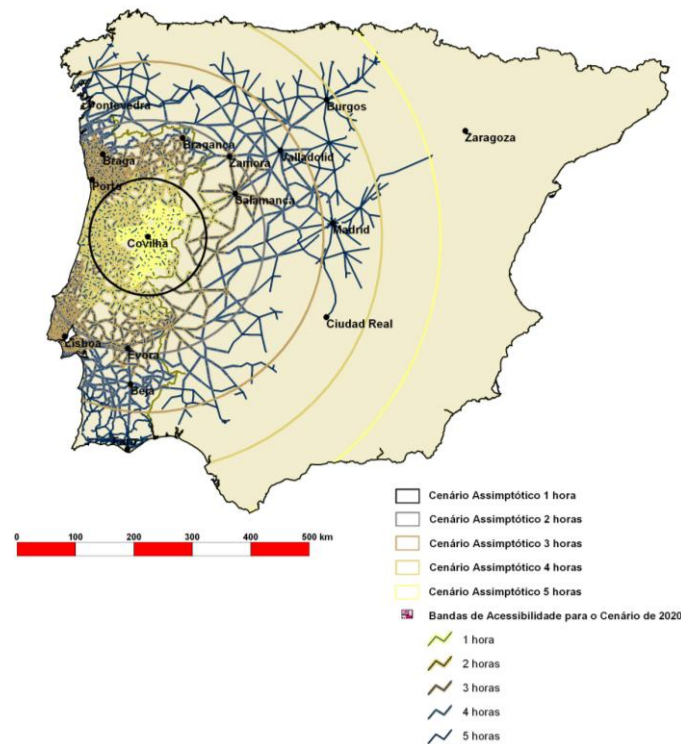 Pontevedra
Burgos
Zaragoza
Bragança
Braga
Zamora
Valladolid
Porto
Salamanca
Covilhã
Madrid
Ciudad Real
Lisboa
Évora
Beja
Faro
Cenário Assimptótico 1 hora
Cenário Assimptótico 2 horas
Cenário Assimptótico 3 horas
Cenário Assimptótico 4 horas
Cenário Assimptótico 5 horas
Bandas de Acessibilidade para o Cenário de 2020
1 hora
2 horas
3 horas
4 horas
5 horas
0 100 200 300 400 500 km